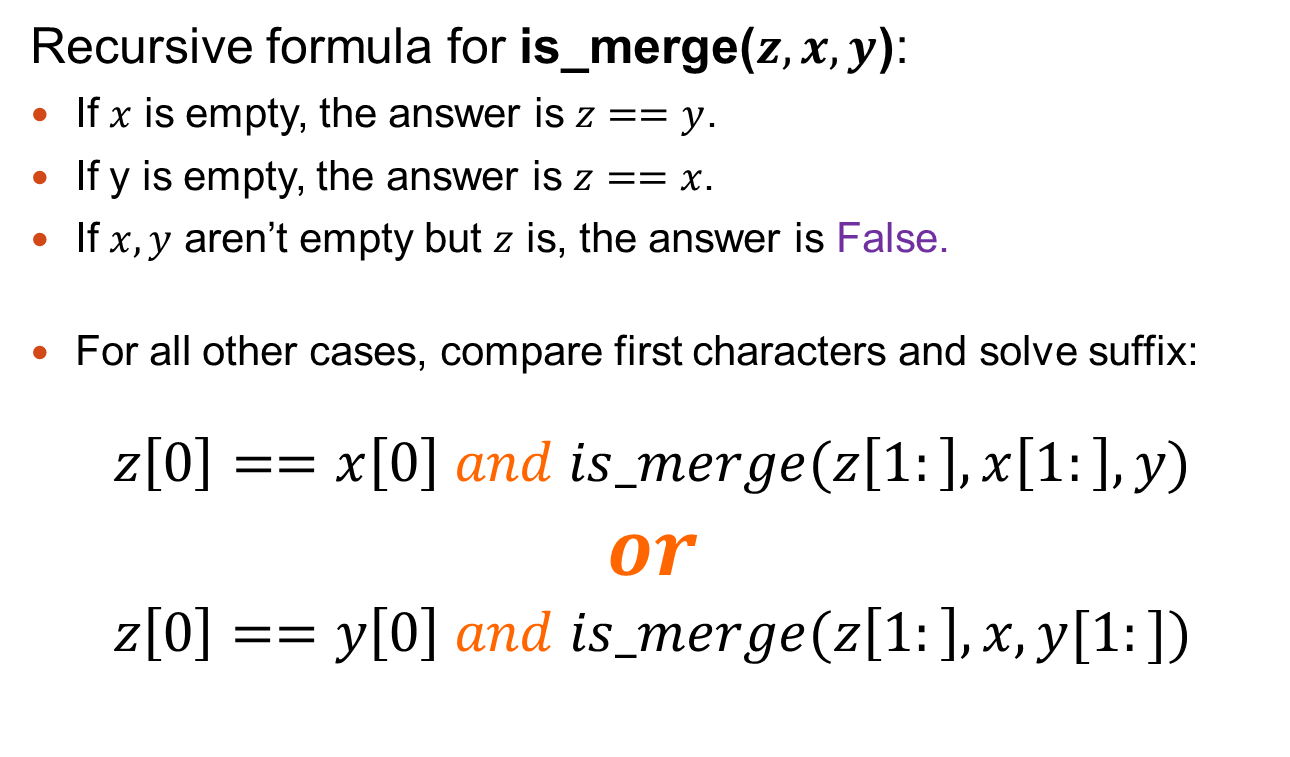 Recursive formula for is_merge(z, x, y):
• If x is empty, the answer is z == y.
• If y is empty, the answer is z == x.
• If x, y aren’t empty but z is, the answer is False.
• For all other cases, compare first characters and solve suffix:
z[0] == x[0] and is_merge(z[1:], x[1:], y)
or
z[0] == y[0] and is_merge(z[1:], x, y[1:])